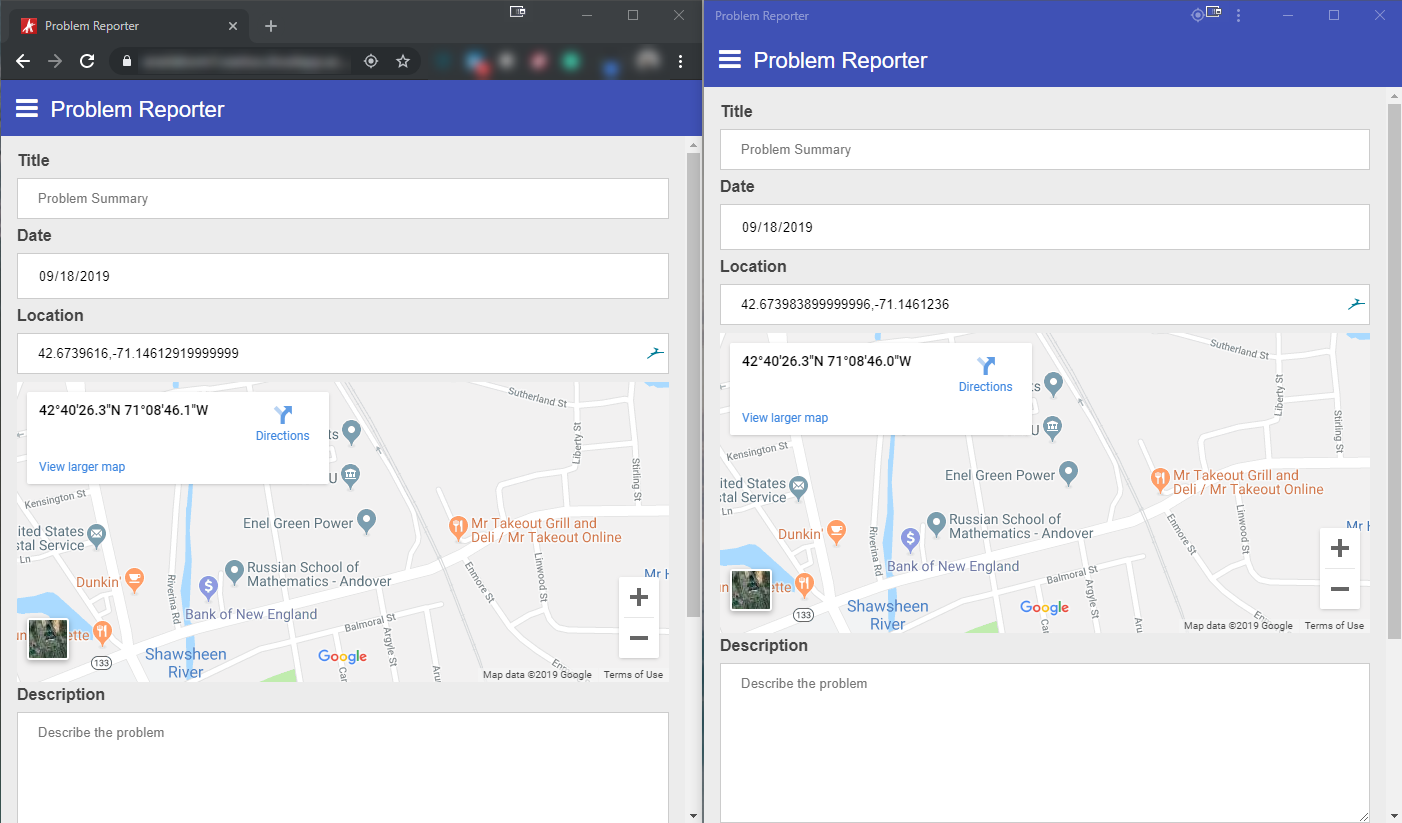 Problem Reporter
Problem Reporter
Title
Problem Summary
Date
09/18/2019
Location
42.6739616,-71.14612919999999
42°40'26.3"N 71°08'46.1"W
Directions
View larger map
Sutherland St
Liberty St
Stirling St
ts
U
Kensington St
ited States
stal Service
Ln
Enel Green Power
Mr Takeout Grill and
Deli / Mr Takeout Online
Russian School of
Mathematics - Andover
Dunkin'
Riverina Rd
Bank of New England
Enmore St
Linwood St
Mr H
ette
133
Shawsheen
River
Balmoral St
Argyle St
Google
Map data ©2019 Google
Terms of Use
Description
Describe the problem
Problem Reporter
Problem Reporter
Title
Problem Summary
Date
09/18/2019
Location
42.673983899999996,-71.1461236
42°40'26.3"N 71°08'46.0"W
Directions
View larger map
Sutherland St
Liberty St
Stirling St
ts
U
Kensington St
ited States
tal Service
Ln
Enel Green Power
Mr Takeout Grill and
Deli / Mr Takeout Online
Russian School of
Mathematics - Andover
Dunkin'
Riverina Rd
Bank of New England
Enmore St
Linwood St
Mr H
ette
133
Shawsheen
River
Balmoral St
Argyle St
Google
Map data ©2019 Google
Terms of Use
Description
Describe the problem